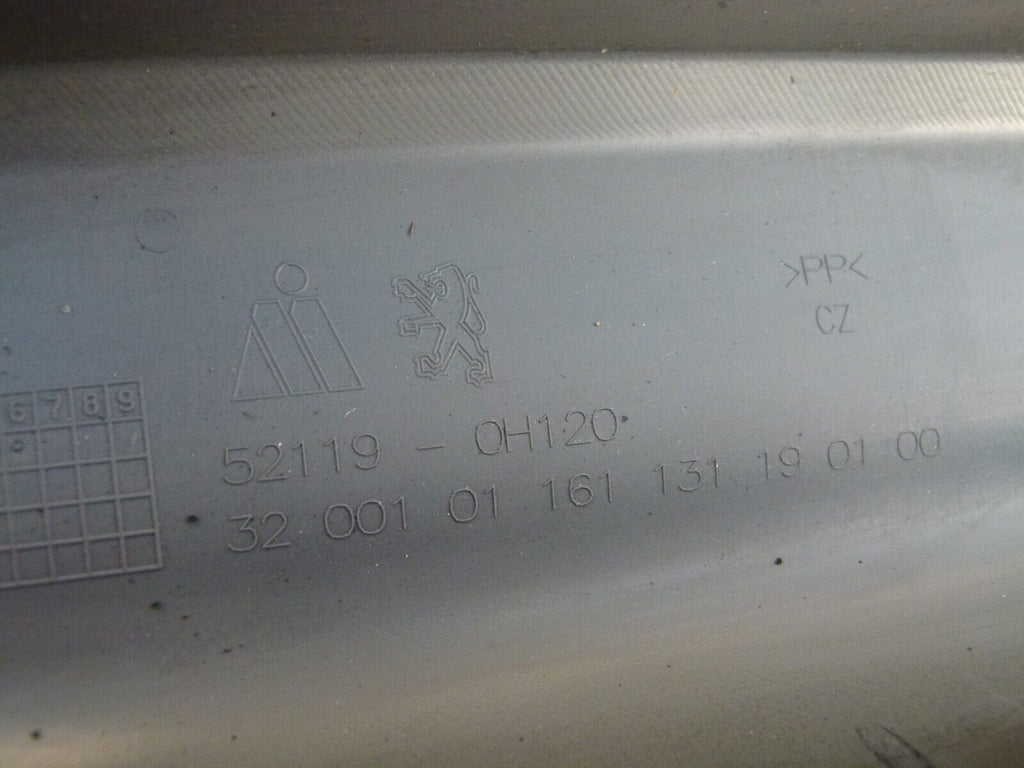 >PP<
CZ
6 7 8 9
52119 - 0H120
32 001 01 161 131 19 01 00